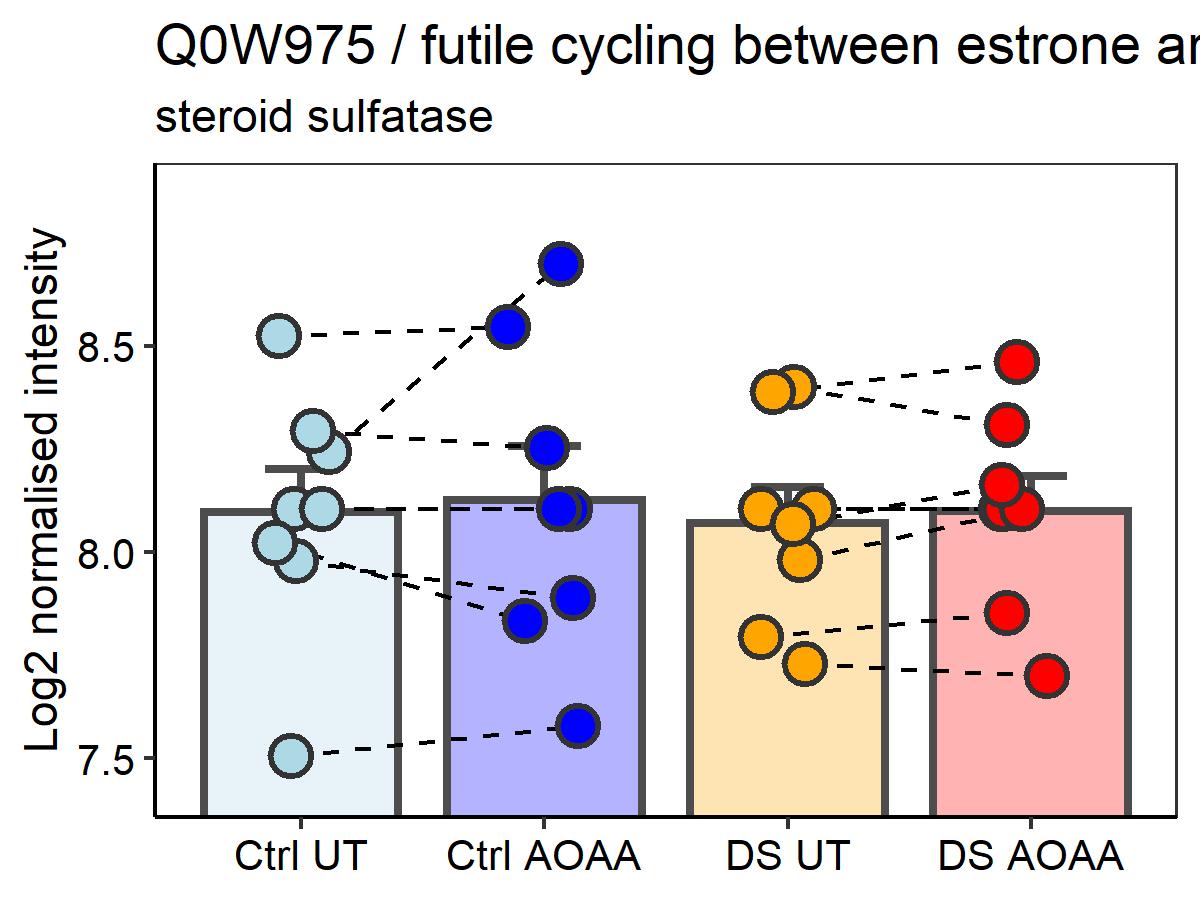 Q0W975 / futile cycling between estrone
steroid sulfatase
Log2 normalised intensity
8.5
8.0
7.5
Ctrl UT
Ctrl AOAA
DS UT
DS AOAA